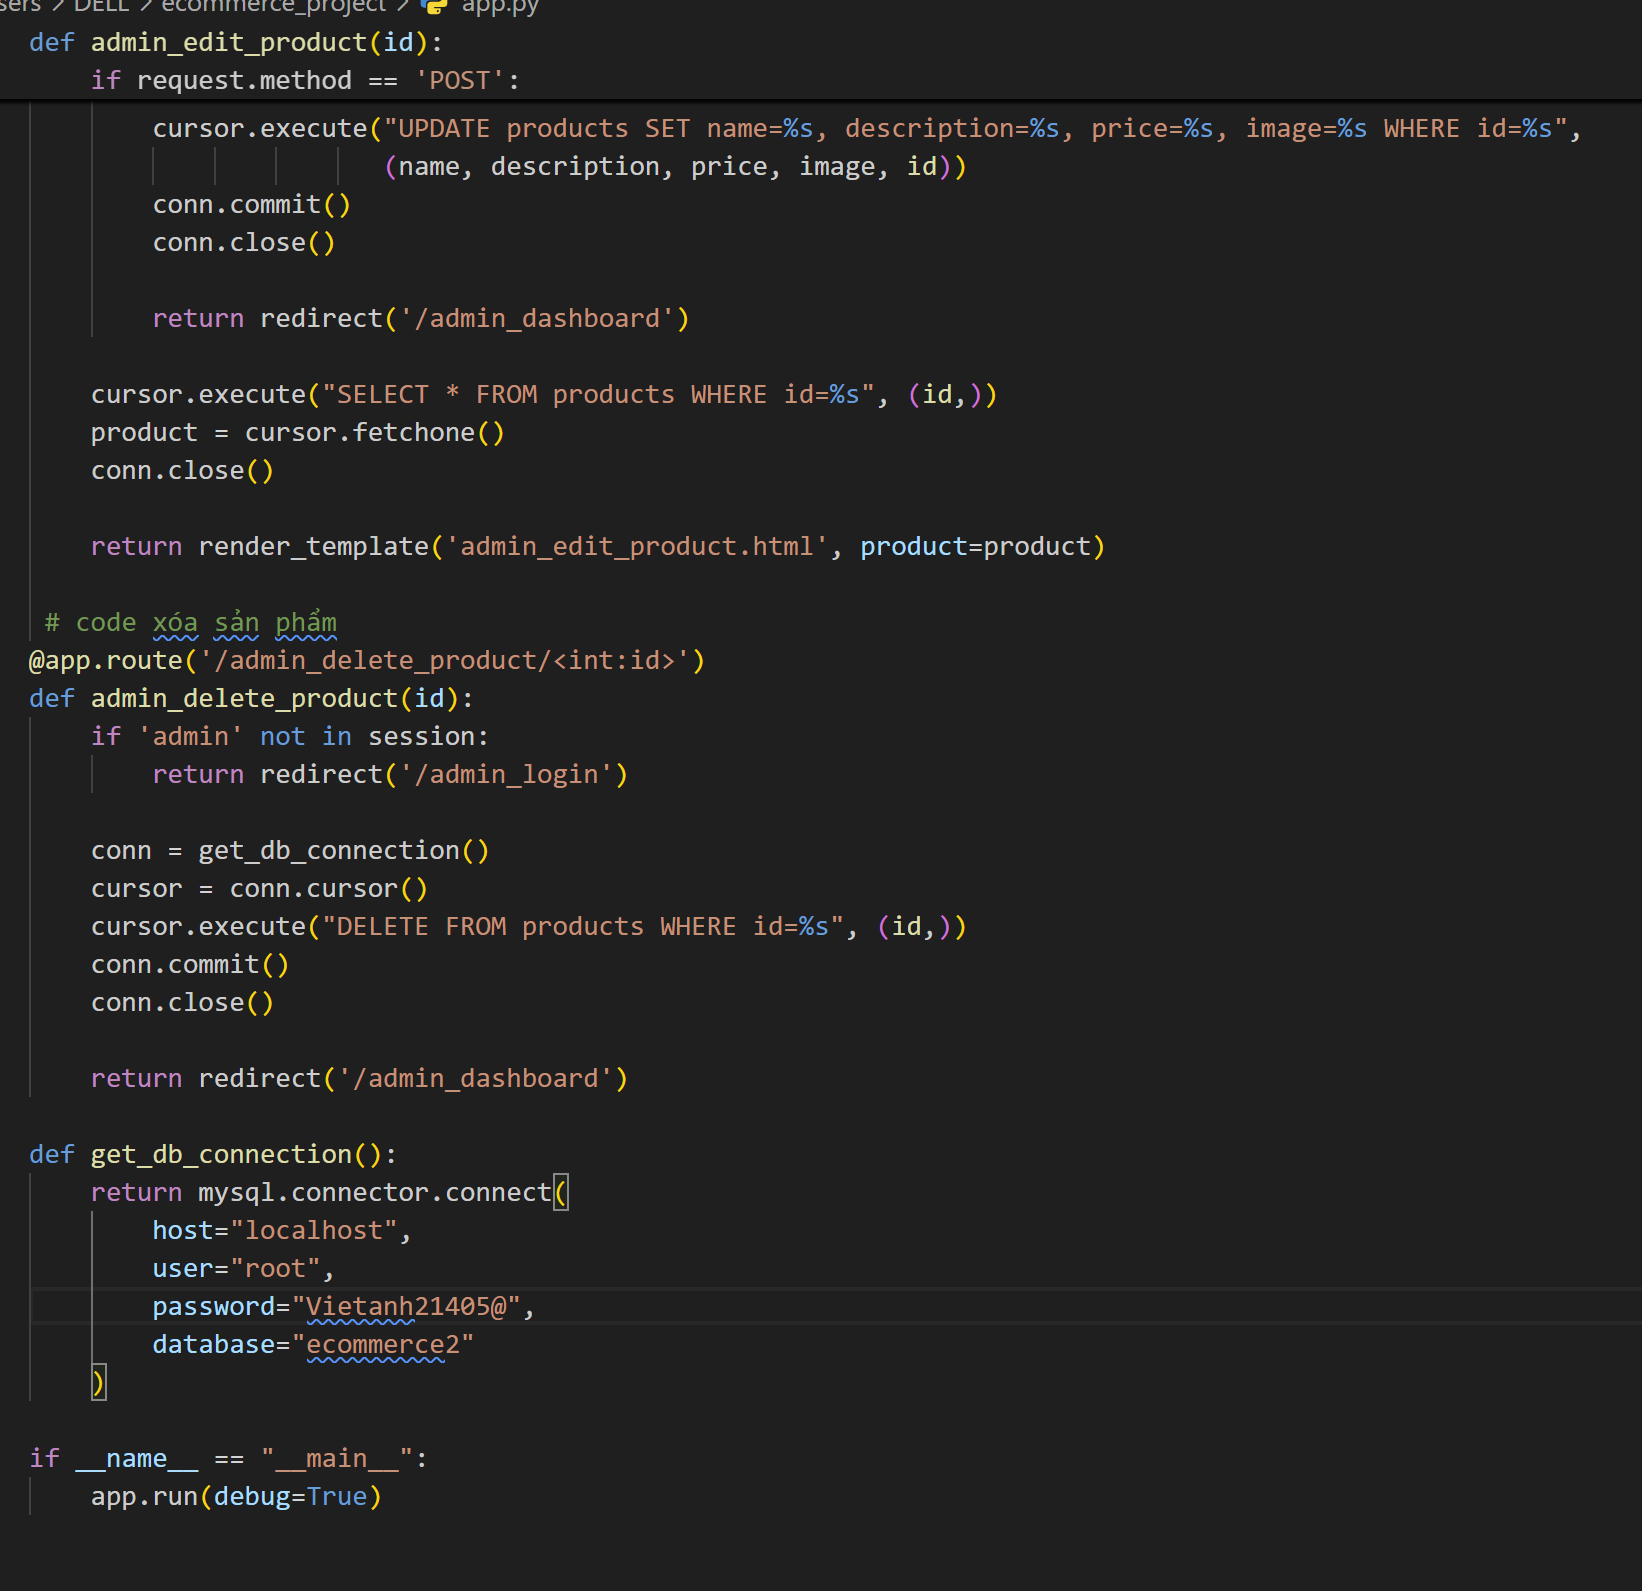 sers > DELL > ecommerce_project > app.py
def admin_edit_product(id):
    if request.method == 'POST':
        cursor.execute("UPDATE products SET name=%s, description=%s, price=%s, image=%s WHERE id=%s",
                       (name, description, price, image, id))
        conn.commit()
        conn.close()
        return redirect('/admin_dashboard')
    cursor.execute("SELECT * FROM products WHERE id=%s", (id,))
    product = cursor.fetchone()
    conn.close()
    return render_template('admin_edit_product.html', product=product)
 # code xóa sản phẩm
@app.route('/admin_delete_product/<int:id>')
def admin_delete_product(id):
    if 'admin' not in session:
        return redirect('/admin_login')
    conn = get_db_connection()
    cursor = conn.cursor()
    cursor.execute("DELETE FROM products WHERE id=%s", (id,))
    conn.commit()
    conn.close()
    return redirect('/admin_dashboard')
def get_db_connection():
    return mysql.connector.connect(
        host="localhost",
        user="root",
        password="Vietanh21405@",
        database="ecommerce2"
    )
if __name__ == "__main__":
    app.run(debug=True)